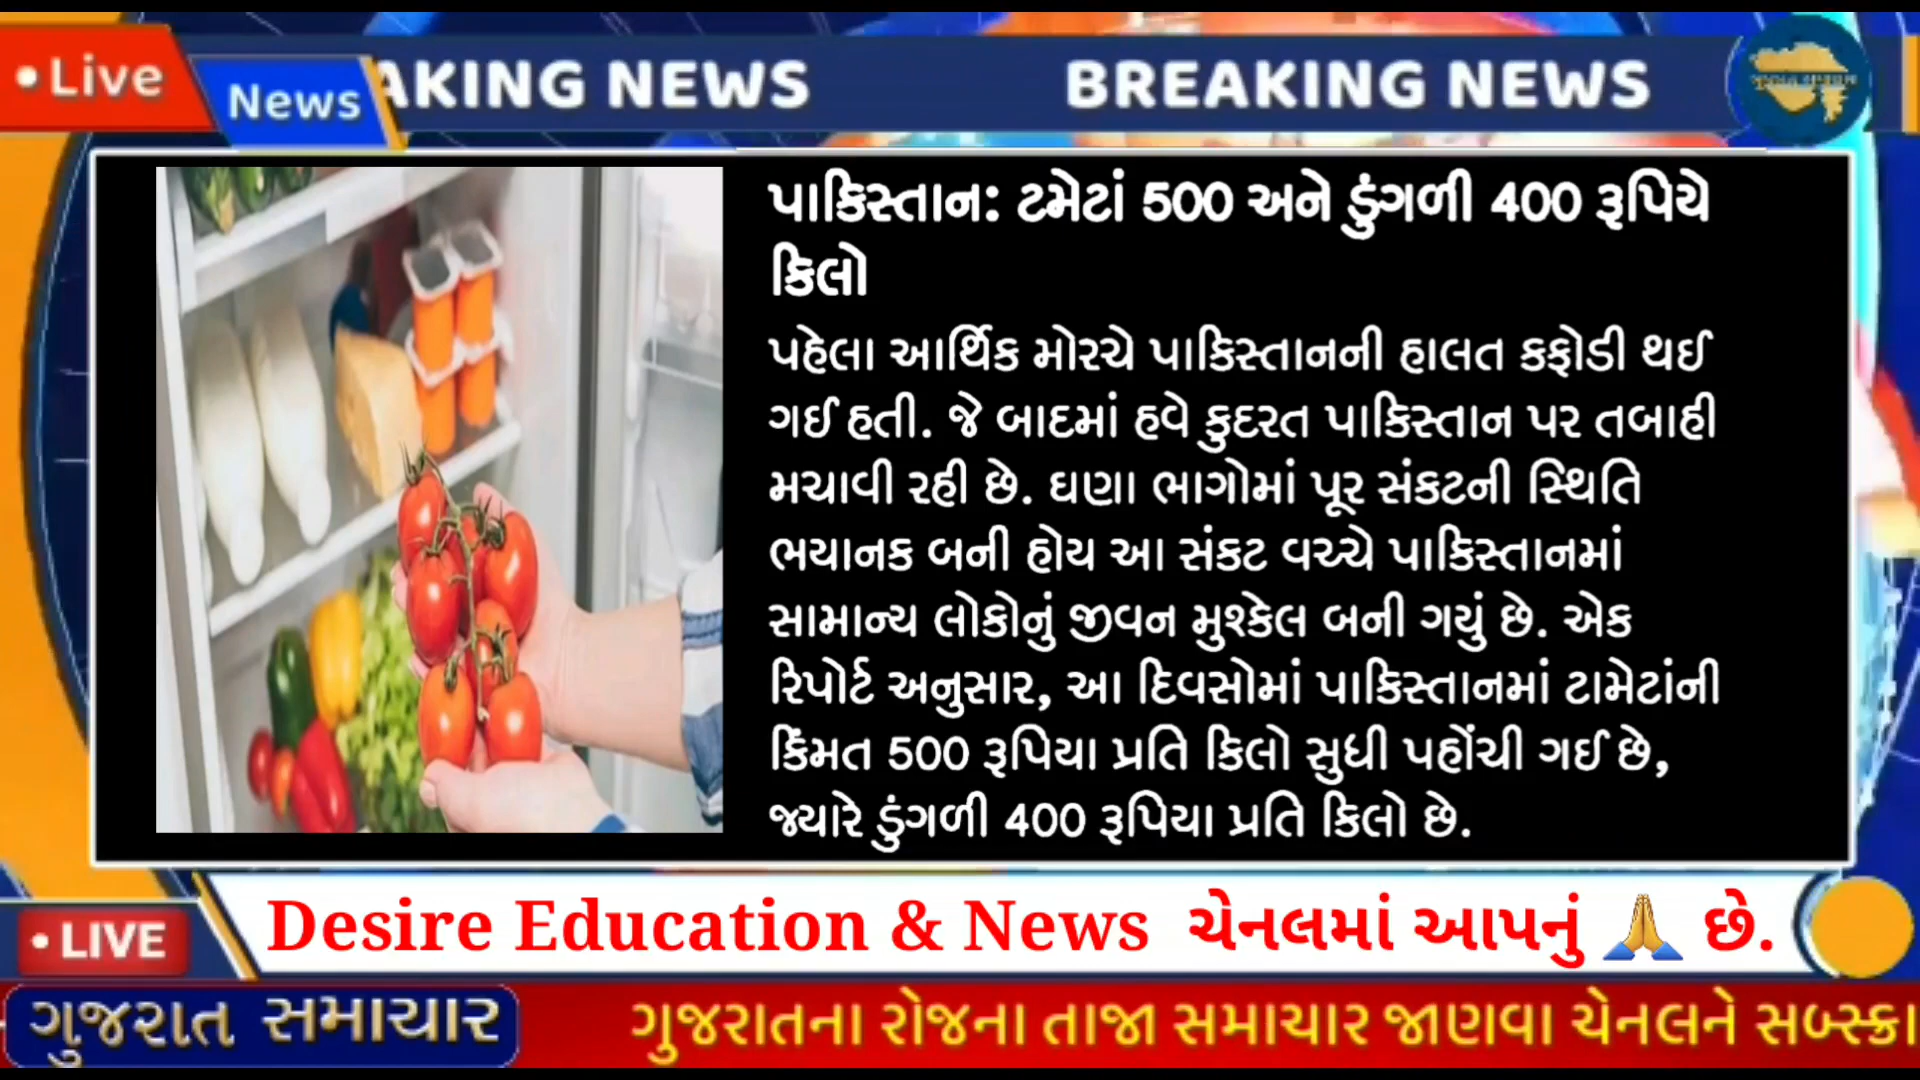 • Live
News
AKING NEWS
BREAKING NEWS
પાકિસ્તાન: ટમેટાં 500 અને ડુંગળી 400 રૂપિયે
કિલો
પહેલા આર્થિક મોરચે પાકિસ્તાનની હાલત કફોડી થઈ
ગઈ હતી. જે બાદમાં હવે કુદરત પાકિસ્તાન પર તબાહી
મચાવી રહી છે. ઘણા ભાગોમાં પૂર સંકટની સ્થિતિ
ભયાનક બની હોય આ સંકટ વચ્ચે પાકિસ્તાનમાં
સામાન્ય લોકોનું જીવન મુશ્કેલ બની ગયું છે. એક
રિપોર્ટ અનુસાર, આ દિવસોમાં પાકિસ્તાનમાં ટામેટાંની
કિંમત 500 રૂપિયા પ્રતિ કિલો સુધી પહોંચી ગઈ છે,
જ્યારે ડુંગળી 400 રૂપિયા પ્રતિ કિલો છે.
• LIVE
Desire Education & News ચેનલમાં આપનું 🙏 છે.
ગુજરાત સમાચાર
ગુજરાતના રોજના તાજા સમાચાર જાણવા ચેનલને સબ્સ્ક્રા